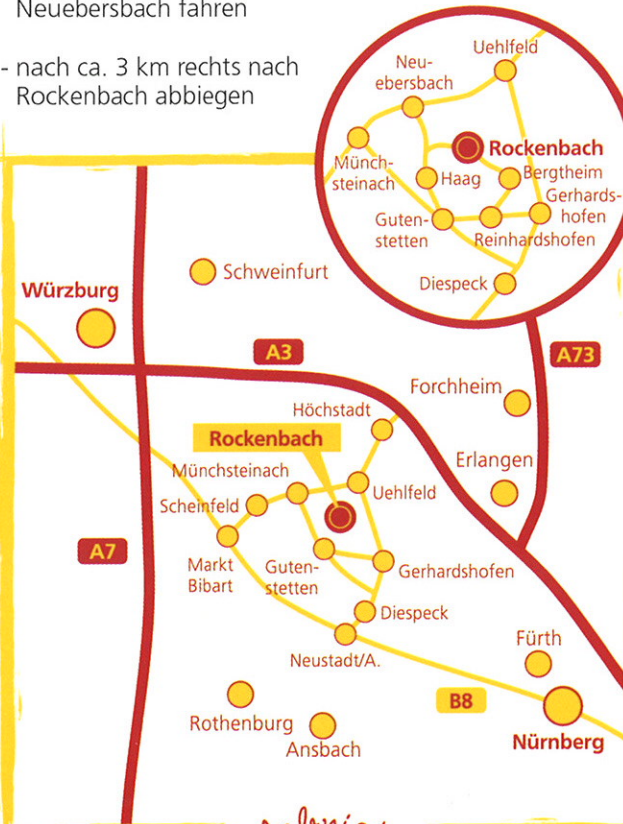 Neuebersbach fahren
- nach ca. 3 km rechts nach
Rockenbach abbiegen
Uehlfeld
Neu-
ebersbach
Rockenbach
Münch-
steinach
Haag
Bergtheim
Gerhards-
hofen
Guten-
stetten
Reinhardshofen
Diespeck
Schweinfurt
Würzburg
A3
A73
Forchheim
Höchstadt
Rockenbach
Erlangen
Münchsteinach
Uehlfeld
Scheinfeld
A7
Markt
Bibart
Guten-
stetten
Gerhardshofen
Diespeck
Neustadt/A.
Fürth
B8
Rothenburg
Ansbach
Nürnberg